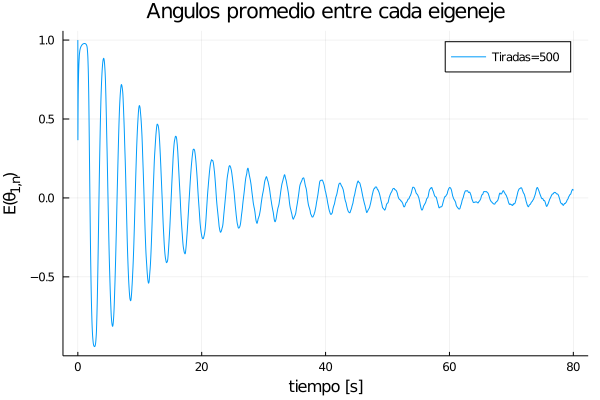 Angulos promedio entre cada eigeneje
Tiradas=500
1.0
0.5
0.0
−0.5
E(θ₁,ₙ)
0
20
40
60
80
tiempo [s]